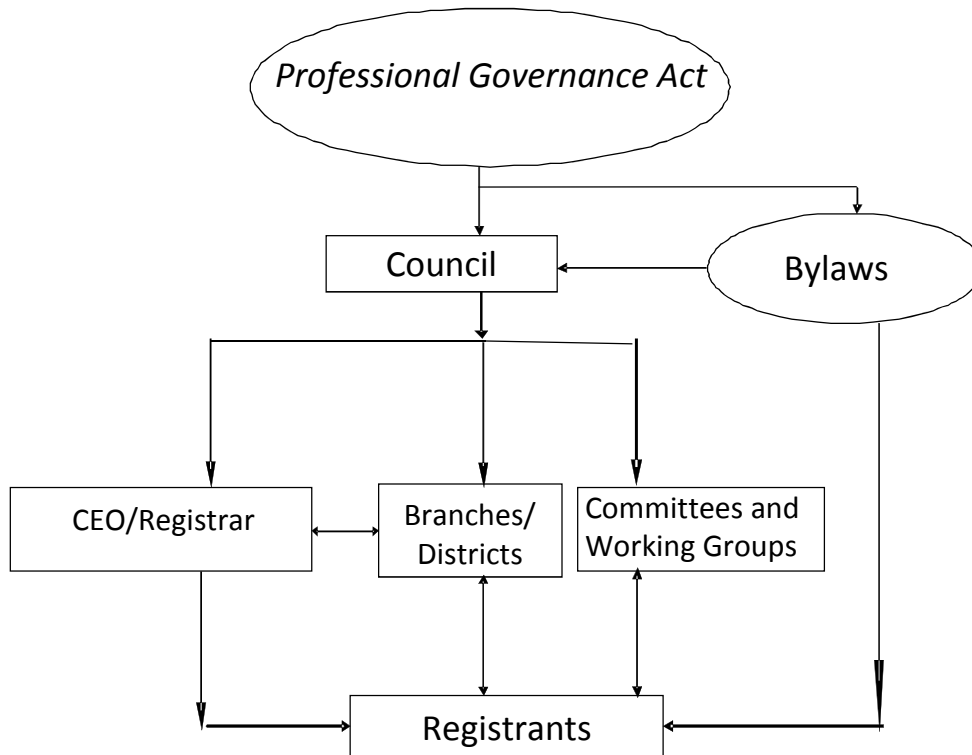 Professional Governance Act
Council
Bylaws
CEO/Registrar
Branches/
Districts
Committees and
Working Groups
Registrants